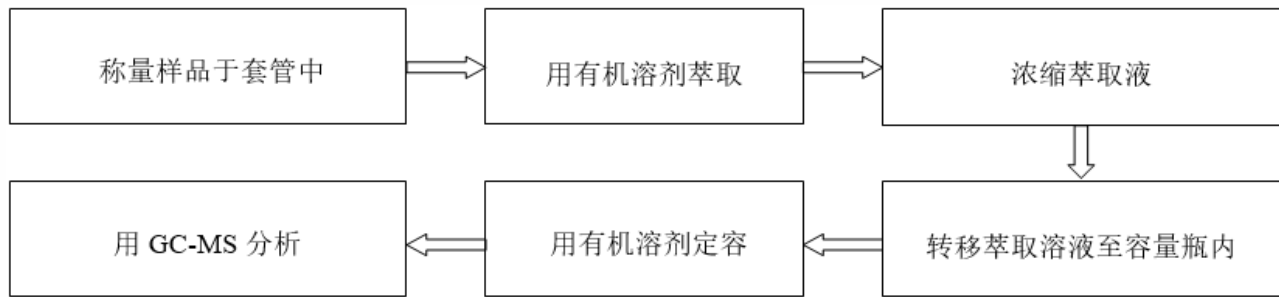 称量样品于套管中
用有机溶剂萃取
浓缩萃取液
转移萃取溶液至容量瓶内
用有机溶剂定容
用 GC-MS 分析